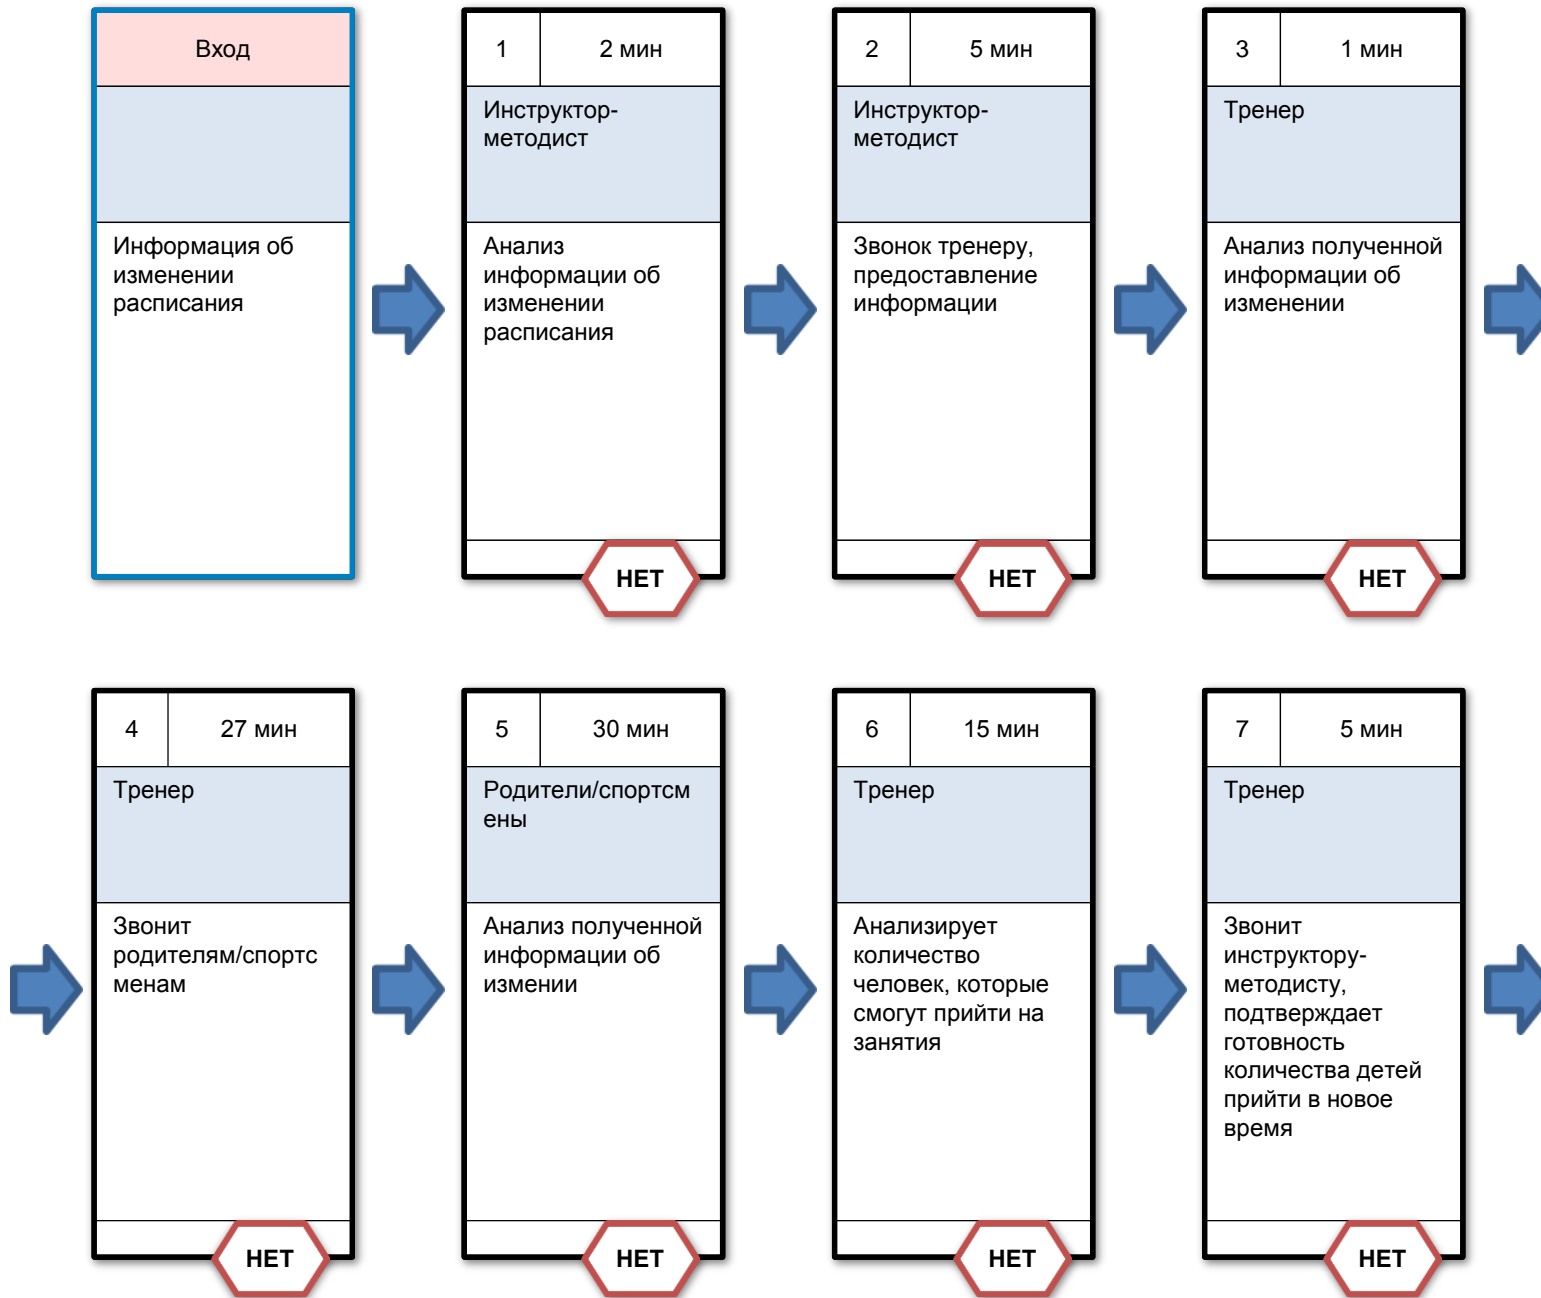 Вход
Информация об
изменении
расписания
1
2 мин
Инструктор-
методист
Анализ
информации об
изменении
расписания
НЕТ
2
5 мин
Инструктор-
методист
Звонок тренеру,
предоставление
информации
НЕТ
3
1 мин
Тренер
Анализ полученной
информации об
изменении
НЕТ
4
27 мин
Тренер
Звонит
родителям/спортс
менам
НЕТ
5
30 мин
Родители/спортсм
ены
Анализ полученной
информации об
измении
НЕТ
6
15 мин
Тренер
Анализирует
количество
человек, которые
смогут прийти на
занятия
НЕТ
7
5 мин
Тренер
Звонит
инструктору-
методисту,
подтверждает
готовность
количества детей
прийти в новое
время
НЕТ